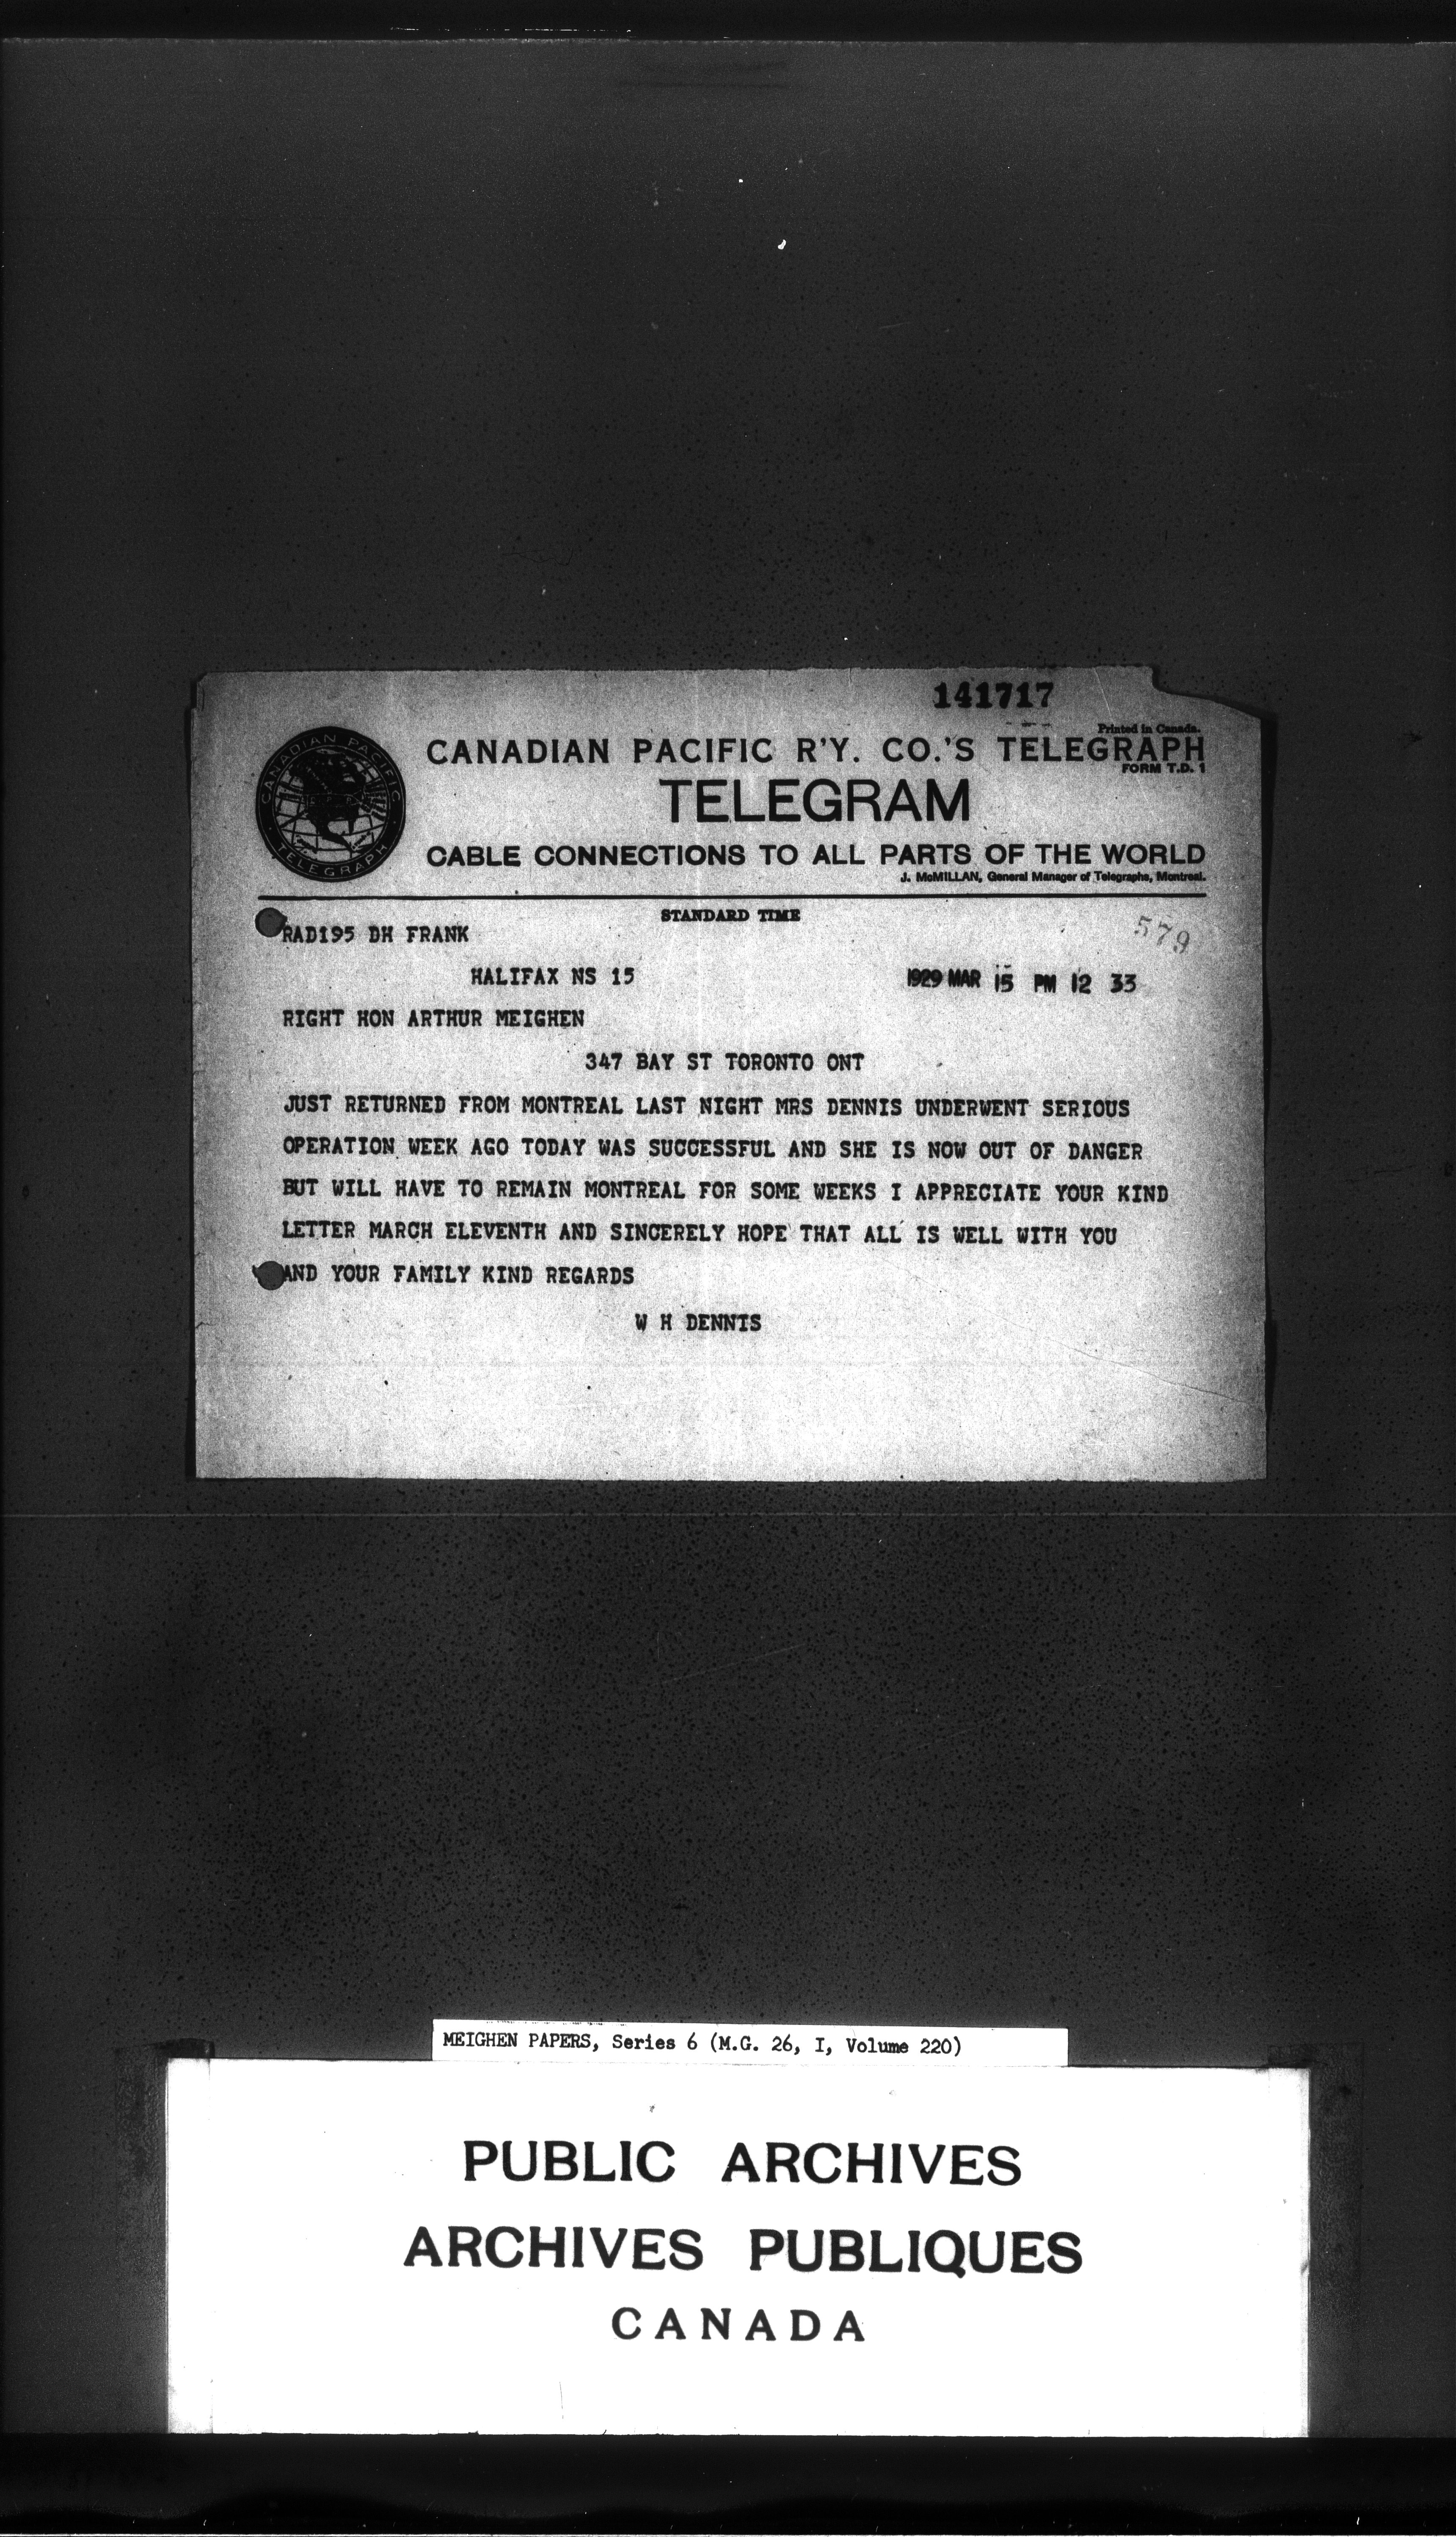 141717
Printed in Canada.
CANADIAN PACIFIC R'Y. CO.'S TELEGRAPH
FORM T.D. 1
TELEGRAM
CABLE CONNECTIONS TO ALL PARTS OF THE WORLD
J. McMILLAN, General Manager of Telegraphs, Montreal.
CANADIAN PACIFIC
TELEGRAPH
STANDARD TIME
579
RAD195 DH FRANK
HALIFAX NS 15
1929 MAR 15 PM 12 33
RIGHT HON ARTHUR MEIGHEN
347 BAY ST TORONTO ONT
JUST RETURNED FROM MONTREAL LAST NIGHT MRS DENNIS UNDERWENT SERIOUS
OPERATION WEEK AGO TODAY WAS SUCCESSFUL AND SHE IS NOW OUT OF DANGER
BUT WILL HAVE TO REMAIN MONTREAL FOR SOME WEEKS I APPRECIATE YOUR KIND
LETTER MARCH ELEVENTH AND SINCERELY HOPE THAT ALL IS WELL WITH YOU
AND YOUR FAMILY KIND REGARDS
W H DENNIS
MEIGHEN PAPERS, Series 6 (M.G. 26, I, Volume 220)
PUBLIC ARCHIVES
ARCHIVES PUBLIQUES
CANADA